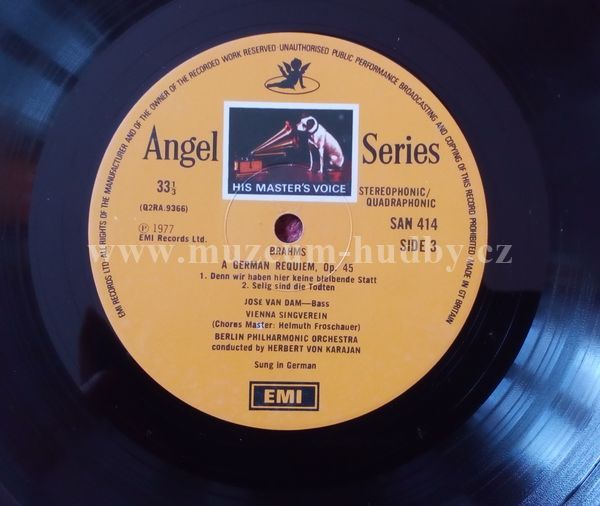 EMI RECORDS LTD. ALL RIGHTS OF THE MANUFACTURER AND OF THE OWNER OF THE RECORDED WORK RESERVED·UNAUTHORISED PUBLIC PERFORMANCE BROADCASTING AND COPYING OF THIS RECORD PROHIBITED MADE IN GT BRITAIN
Angel Series
HIS MASTER'S VOICE
33⅓
STEREOPHONIC/
QUADRAPHONIC
(Q2RA.9366)
SAN 414
SIDE 3
℗ 1977
EMI Records Ltd.
www.muzeum-hudby.cz
BRAHMS
A GERMAN REQUIEM, Op. 45
1. Denn wir haben hier keine bleibende Statt
2. Selig sind die Todten
JOSE VAN DAM—Bass
VIENNA SINGVEREIN
(Chorus Master: Helmuth Froschauer)
BERLIN PHILHARMONIC ORCHESTRA
conducted by HERBERT VON KARAJAN
Sung in German
EMI